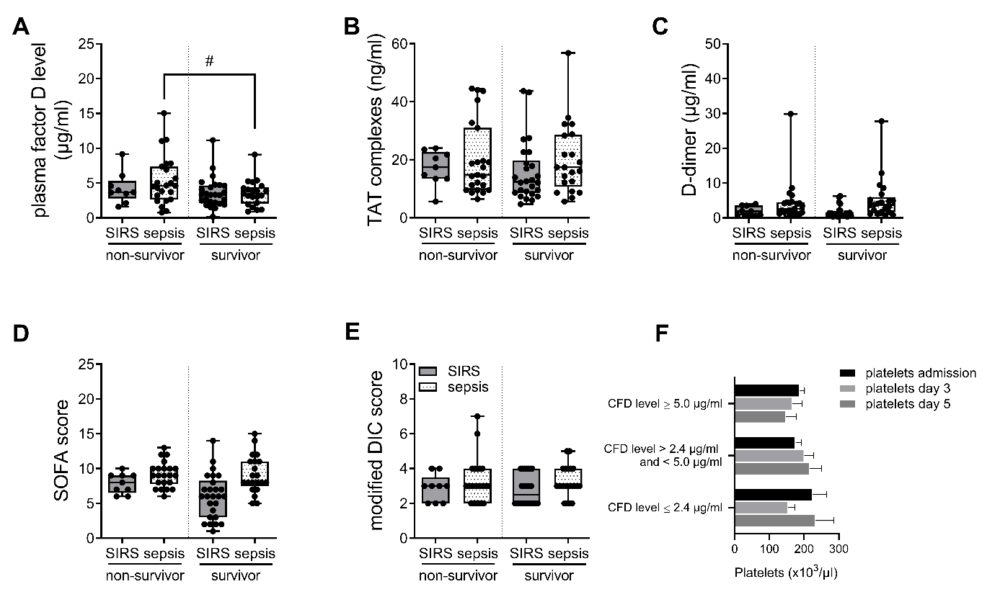 A
plasma factor D level
(µg/ml)
25
20
15
10
5
0
#
SIRS sepsis SIRS sepsis
non-survivor survivor
B
TAT complexes (ng/ml)
60
40
20
0
SIRS sepsis SIRS sepsis
non-survivor survivor
C
D-dimer (µg/ml)
50
40
30
20
10
0
SIRS sepsis SIRS sepsis
non-survivor survivor
D
SOFA score
25
20
15
10
5
0
SIRS sepsis SIRS sepsis
non-survivor survivor
E
modified DIC score
10
8
6
4
2
0
SIRS
sepsis
SIRS sepsis SIRS sepsis
non-survivor survivor
F
platelets admission
platelets day 3
platelets day 5
CFD level ≥ 5.0 µg/ml
CFD level > 2.4 µg/ml
and < 5.0 µg/ml
CFD level ≤ 2.4 µg/ml
0 100 200 300
Platelets (x10³/µl)